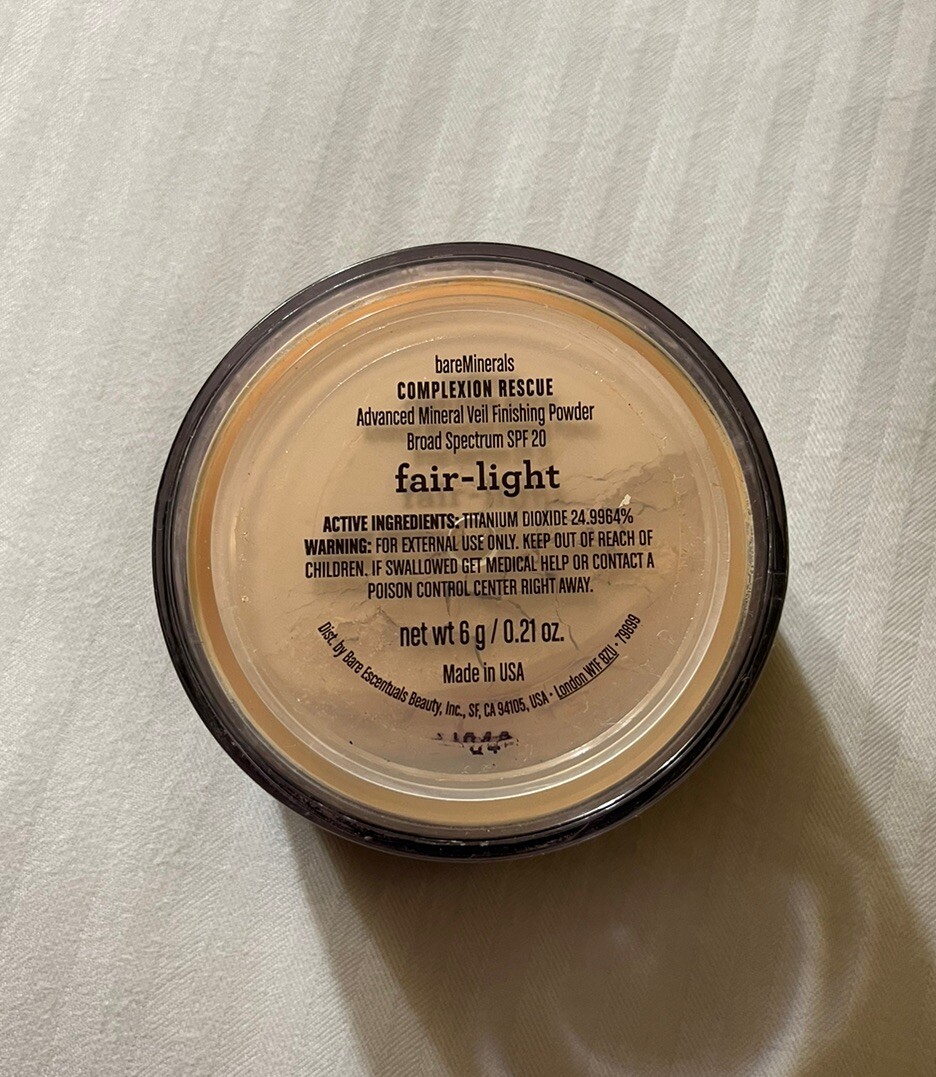 bareMinerals
COMPLEXION RESCUE
Advanced Mineral Veil Finishing Powder
Broad Spectrum SPF 20
fair-light
ACTIVE INGREDIENTS: TITANIUM DIOXIDE 24.9964%
WARNING: FOR EXTERNAL USE ONLY. KEEP OUT OF REACH OF
CHILDREN. IF SWALLOWED GET MEDICAL HELP OR CONTACT A
POISON CONTROL CENTER RIGHT AWAY.
net wt 6 g / 0.21 oz.
Made in USA
Dist. by Bare Escentuals Beauty, Inc., SF, CA 94105, USA • London W1F 8ZU • 79899